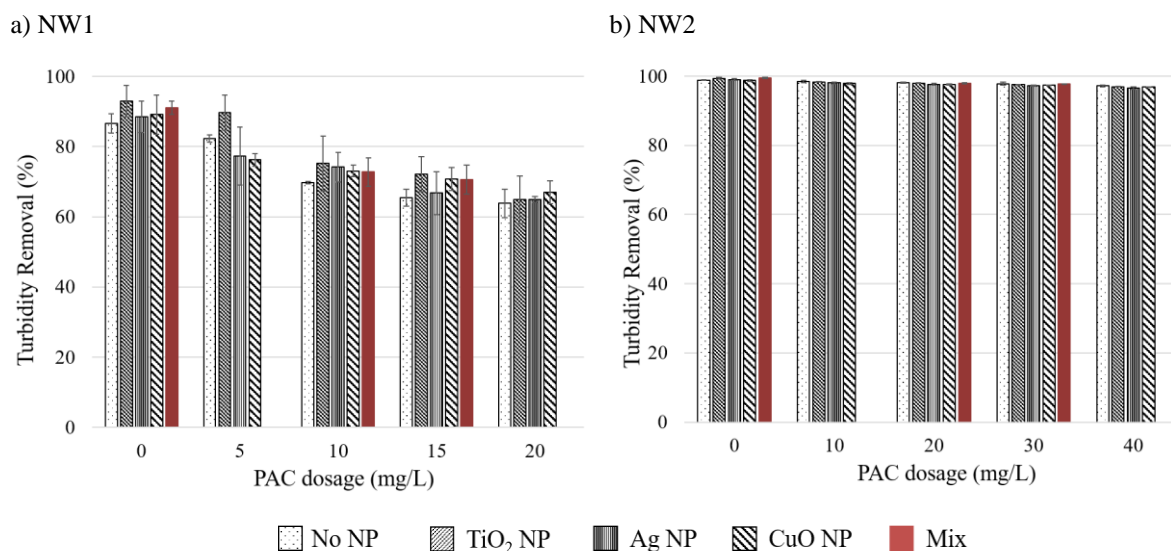 a) NW1
b) NW2
100
80
60
40
20
0
Turbidity Removal (%)
0 5 10 15 20
PAC dosage (mg/L)
100
80
60
40
20
0
Turbidity Removal (%)
0 10 20 30 40
PAC dosage (mg/L)
No NP TiO₂ NP Ag NP CuO NP Mix